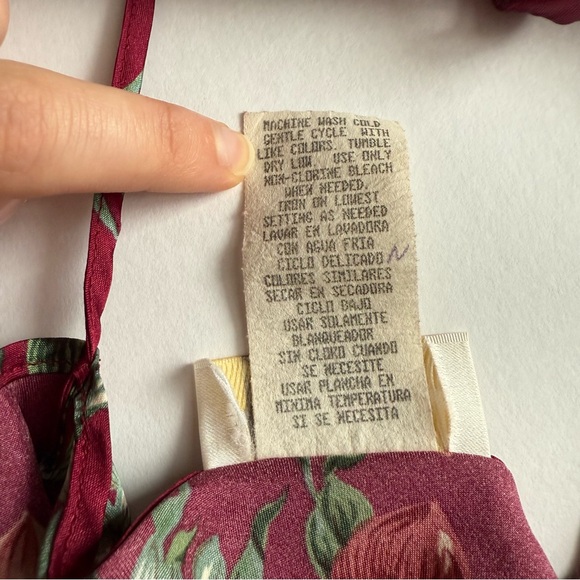 MACHINE WASH COLD
GENTLE CYCLE WITH
LIKE COLORS. TUMBLE
DRY LOW. USE ONLY
NON-CLORINE BLEACH
WHEN NEEDED.
IRON ON LOWEST
SETTING AS NEEDED
LAVAR EN LAVADORA
CON AGUA FRIA
CICLO DELICADO N
COLORES SIMILARES
SECAR EN SECADORA
CICLO BAJO
USAR SOLAMENTE
BLANQUEADOR
SIN CLORO CUANDO
SE NECESITE
USAR PLANCHA EN
MINIMA TEMPERATURA
SI SE NECESITA